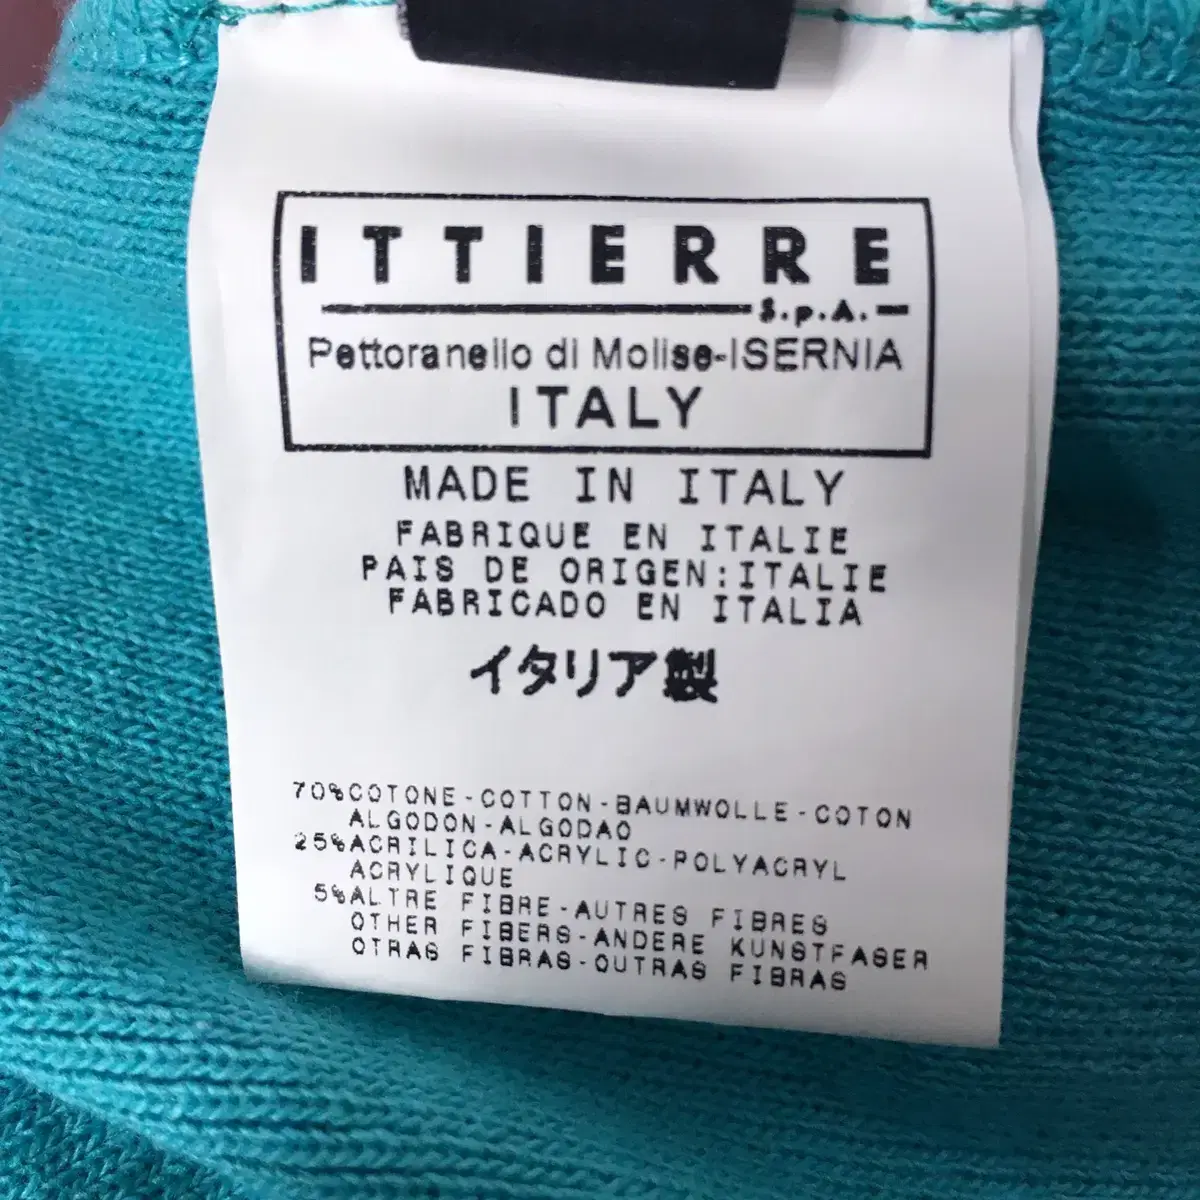 ITTIERRE
S.p.A.
Pettoranello di Molise-ISERNIA
ITALY
MADE IN ITALY
FABRIQUE EN ITALIE
PAIS DE ORIGEN:ITALIE
FABRICADO EN ITALIA
イタリア製
70%COTONE-COTTON-BAUMWOLLE-COTON
ALGODON-ALGODAO
25%ACRILICA-ACRYLIC-POLYACRYL
ACRYLIQUE
5%ALTRE FIBRE-AUTRES FIBRES
OTHER FIBERS-ANDERE KUNSTFASER
OTRAS FIBRAS-OUTRAS FIBRAS